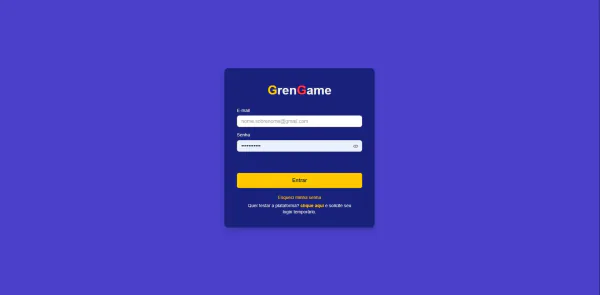 GrenGame
E-mail
nome.sobrenome@gmail.com
Senha
••••••••••
Entrar
Esqueci minha senha
Quer testar a plataforma? clique aqui e solicite seu
login temporário.